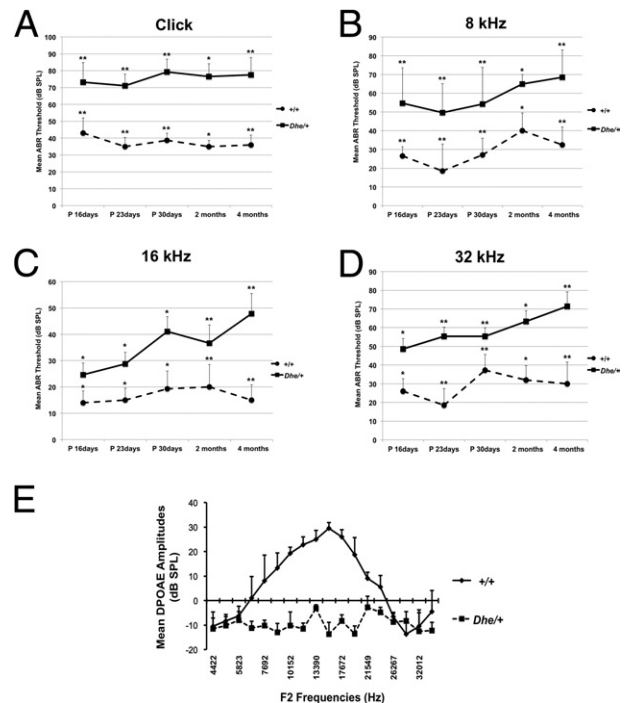 A
Click
Mean ABR Threshold (dB SPL)
100
90
80
70
60
50
40
30
20
10
0
** ** ** * **
** ** ** * **
P 16days P 23days P 30days 2 months 4 months
+/+
Dhe/+
B
8 kHz
Mean ABR Threshold (dB SPL)
90
80
70
60
50
40
30
20
10
0
** ** ** * **
** ** ** * **
P 16days P 23days P 30days 2 months 4 months
+/+
Dhe/+
C
16 kHz
Mean ABR Threshold (dB SPL)
60
50
40
30
20
10
0
* * * ** **
* * * ** **
P 16days P 23days P 30days 2 months 4 months
+/+
Dhe/+
D
32 kHz
Mean ABR Threshold (dB SPL)
90
80
70
60
50
40
30
20
10
0
* ** ** * **
* ** ** * **
P 16days P 23days P 30days 2 months 4 months
+/+
Dhe/+
E
Mean DPOAE Amplitudes
(dB SPL)
40
30
20
10
0
-10
-20
4422 5823 7692 10152 13390 17672 21549 26267 32012
F2 Frequencies (Hz)
+/+
Dhe/+